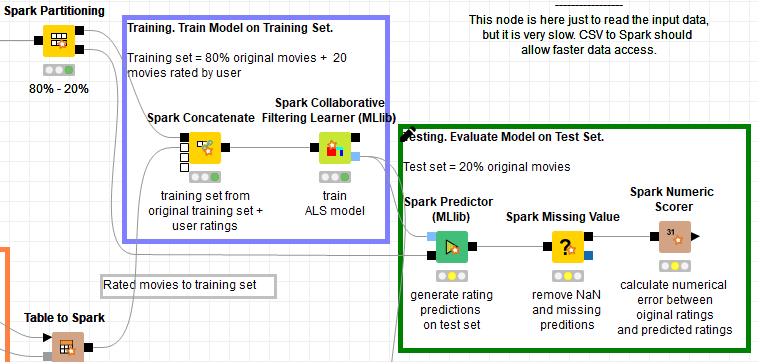 Spark Partitioning
80% - 20%
Training. Train Model on Training Set.
Training set = 80% original movies + 20
movies rated by user
Spark Concatenate
training set from
original training set +
user ratings
Spark Collaborative
Filtering Learner (MLlib)
train
ALS model
--------------------
This node is here just to read the input data,
but it is very slow. CSV to Spark should
allow faster data access.
Testing. Evaluate Model on Test Set.
Test set = 20% original movies
Spark Predictor
(MLlib)
generate rating
predictions
on test set
Spark Missing Value
?
remove NaN
and missing
preditions
Spark Numeric
Scorer
31
calculate numerical
error between
oiginal ratings
and predicted ratings
Rated movies to training set
Table to Spark